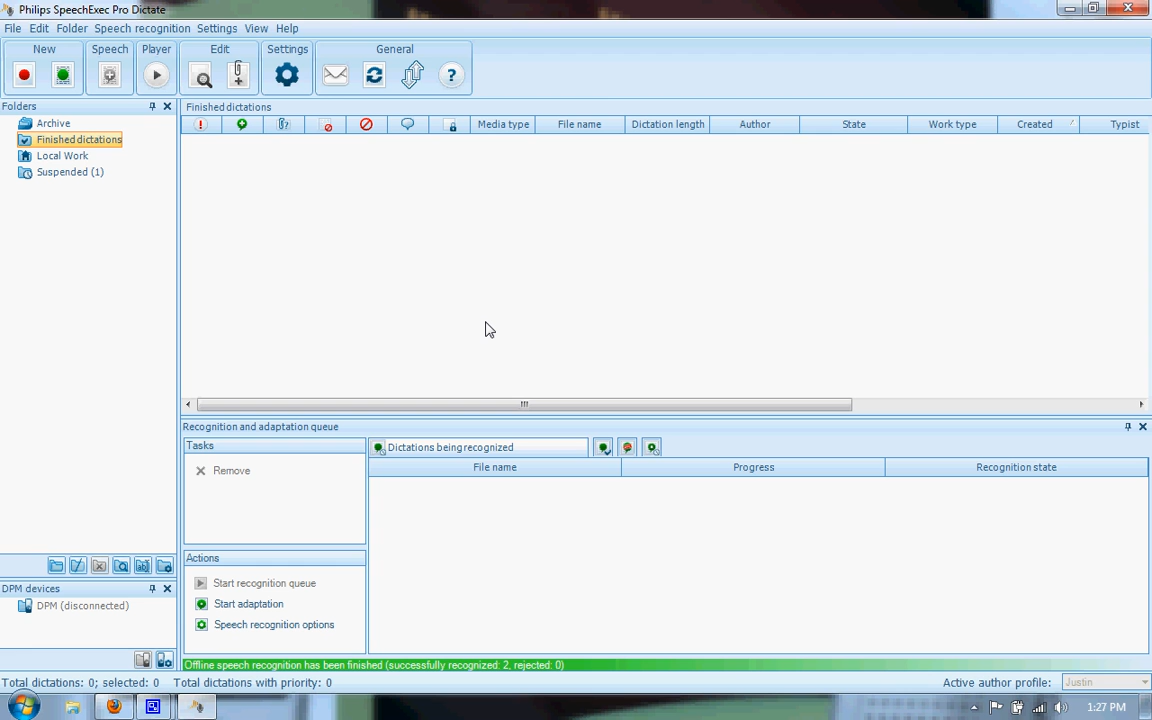 Philips SpeechExec Pro Dictate
File Edit Folder Speech recognition Settings View Help
New Speech Player Edit Settings General
Folders
Archive
Finished dictations
Local Work
Suspended (1)
Finished dictations
Media type File name Dictation length Author State Work type Created Typist
Recognition and adaptation queue
Tasks
Remove
Dictations being recognized
File name Progress Recognition state
Actions
Start recognition queue
Start adaptation
Speech recognition options
DPM devices
DPM (disconnected)
Offline speech recognition has been finished (successfully recognized: 2, rejected: 0)
Total dictations: 0; selected: 0 Total dictations with priority: 0 Active author profile: Justin
1:27 PM